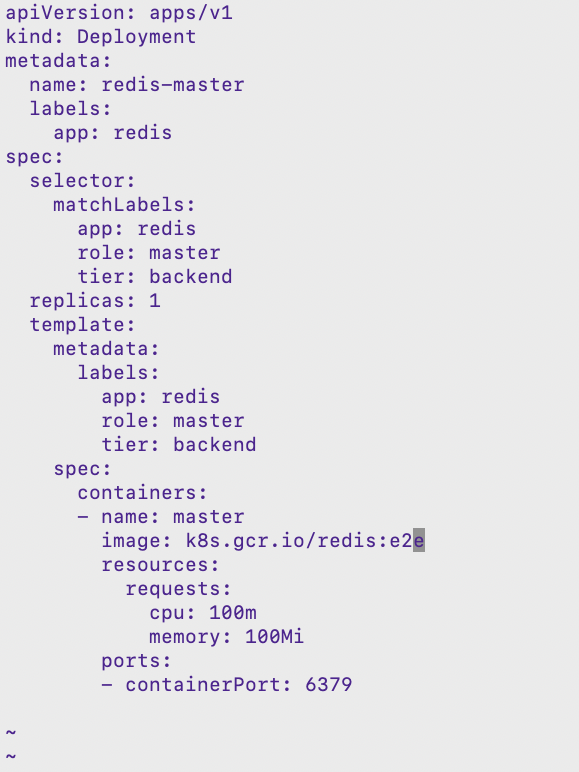 apiVersion: apps/v1
kind: Deployment
metadata:
  name: redis-master
  labels:
    app: redis
spec:
  selector:
    matchLabels:
      app: redis
      role: master
      tier: backend
  replicas: 1
  template:
    metadata:
      labels:
        app: redis
        role: master
        tier: backend
    spec:
      containers:
      - name: master
        image: k8s.gcr.io/redis:e2e
        resources:
          requests:
            cpu: 100m
            memory: 100Mi
        ports:
        - containerPort: 6379

~
~